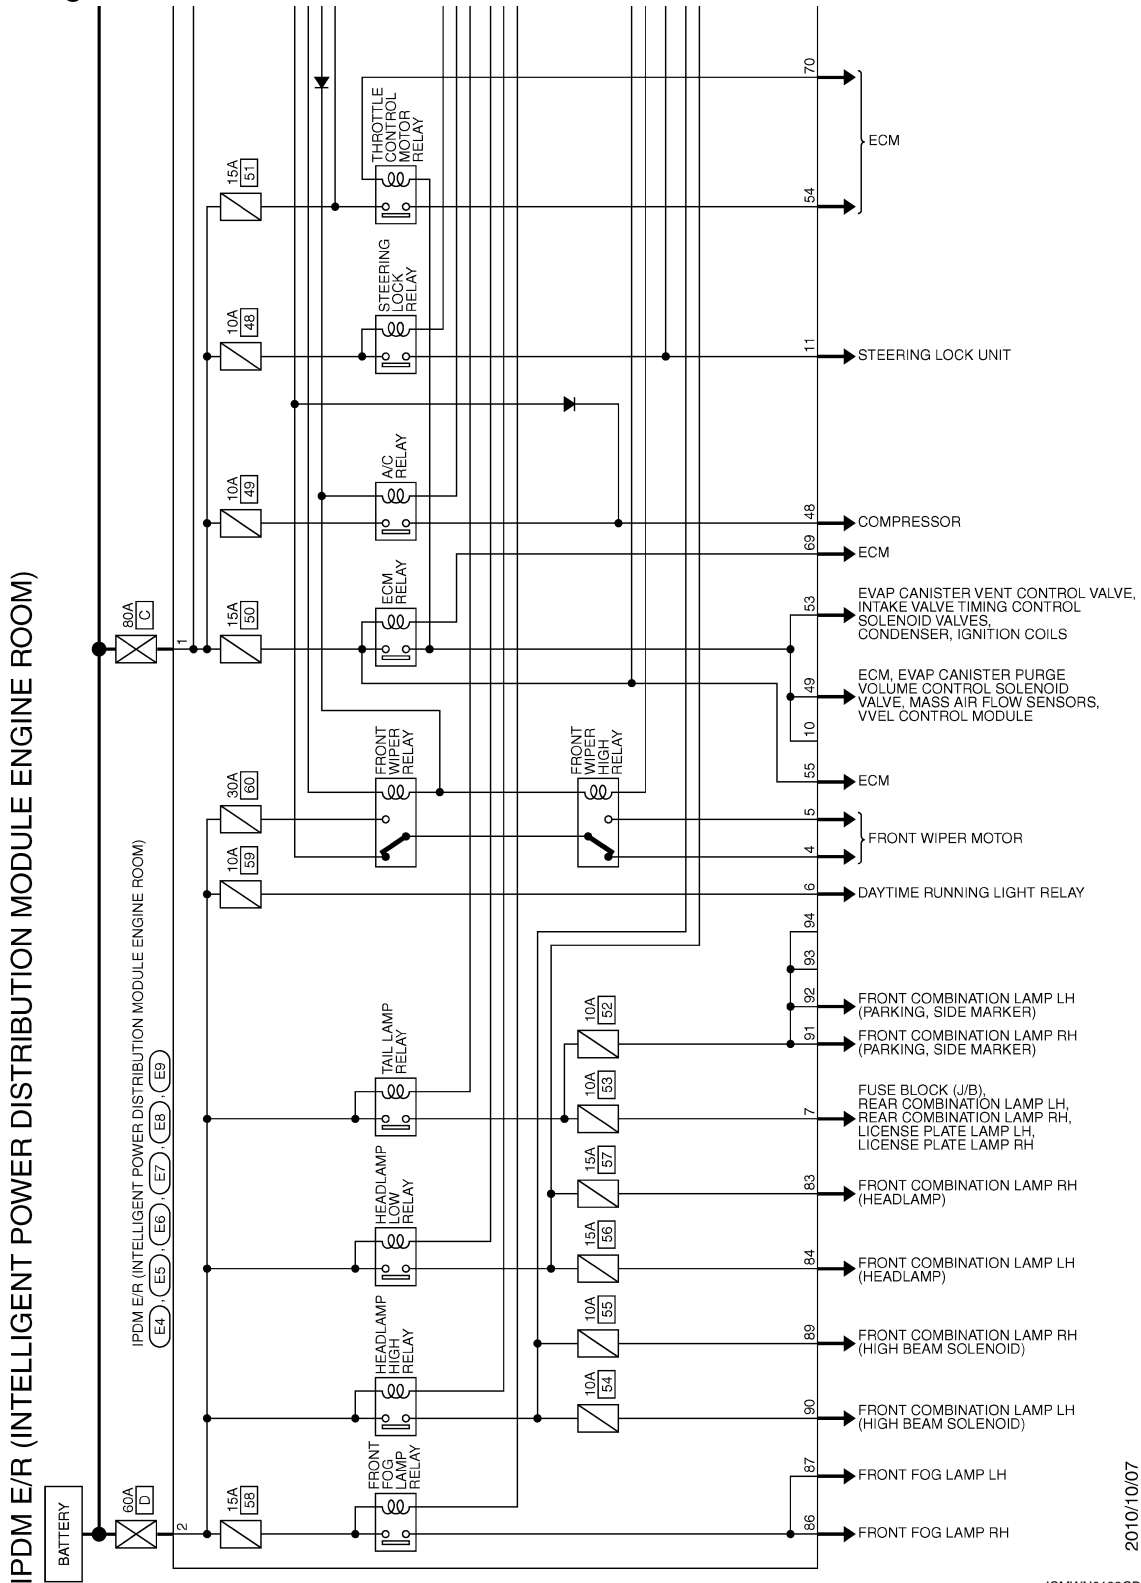 IPDM E/R (INTELLIGENT POWER DISTRIBUTION MODULE ENGINE ROOM)
BATTERY
IPDM E/R (INTELLIGENT POWER DISTRIBUTION MODULE ENGINE ROOM)
E4 , E5 , E6 , E7 , E8 , E9
80A
C
1
60A
D
2
15A
51
THROTTLE
CONTROL
MOTOR
RELAY
70
54
ECM
10A
48
STEERING
LOCK
RELAY
11
STEERING LOCK UNIT
10A
49
A/C
RELAY
48
COMPRESSOR
69
ECM
15A
50
ECM
RELAY
53
EVAP CANISTER VENT CONTROL VALVE,
INTAKE VALVE TIMING CONTROL
SOLENOID VALVES,
CONDENSER, IGNITION COILS
49
ECM, EVAP CANISTER PURGE
VOLUME CONTROL SOLENOID
VALVE, MASS AIR FLOW SENSORS,
VVEL CONTROL MODULE
10
55
ECM
30A
60
FRONT
WIPER
RELAY
FRONT
WIPER
HIGH
RELAY
5
4
FRONT WIPER MOTOR
10A
59
6
DAYTIME RUNNING LIGHT RELAY
94
93
10A
52
92
FRONT COMBINATION LAMP LH
(PARKING, SIDE MARKER)
91
FRONT COMBINATION LAMP RH
(PARKING, SIDE MARKER)
TAIL LAMP
RELAY
10A
53
7
FUSE BLOCK (J/B),
REAR COMBINATION LAMP LH,
REAR COMBINATION LAMP RH,
LICENSE PLATE LAMP LH,
LICENSE PLATE LAMP RH
15A
57
83
FRONT COMBINATION LAMP RH
(HEADLAMP)
HEADLAMP
LOW
RELAY
15A
56
84
FRONT COMBINATION LAMP LH
(HEADLAMP)
10A
55
89
FRONT COMBINATION LAMP RH
(HIGH BEAM SOLENOID)
HEADLAMP
HIGH
RELAY
10A
54
90
FRONT COMBINATION LAMP LH
(HIGH BEAM SOLENOID)
87
FRONT FOG LAMP LH
15A
58
FRONT
FOG
LAMP
RELAY
86
FRONT FOG LAMP RH
2010/10/07